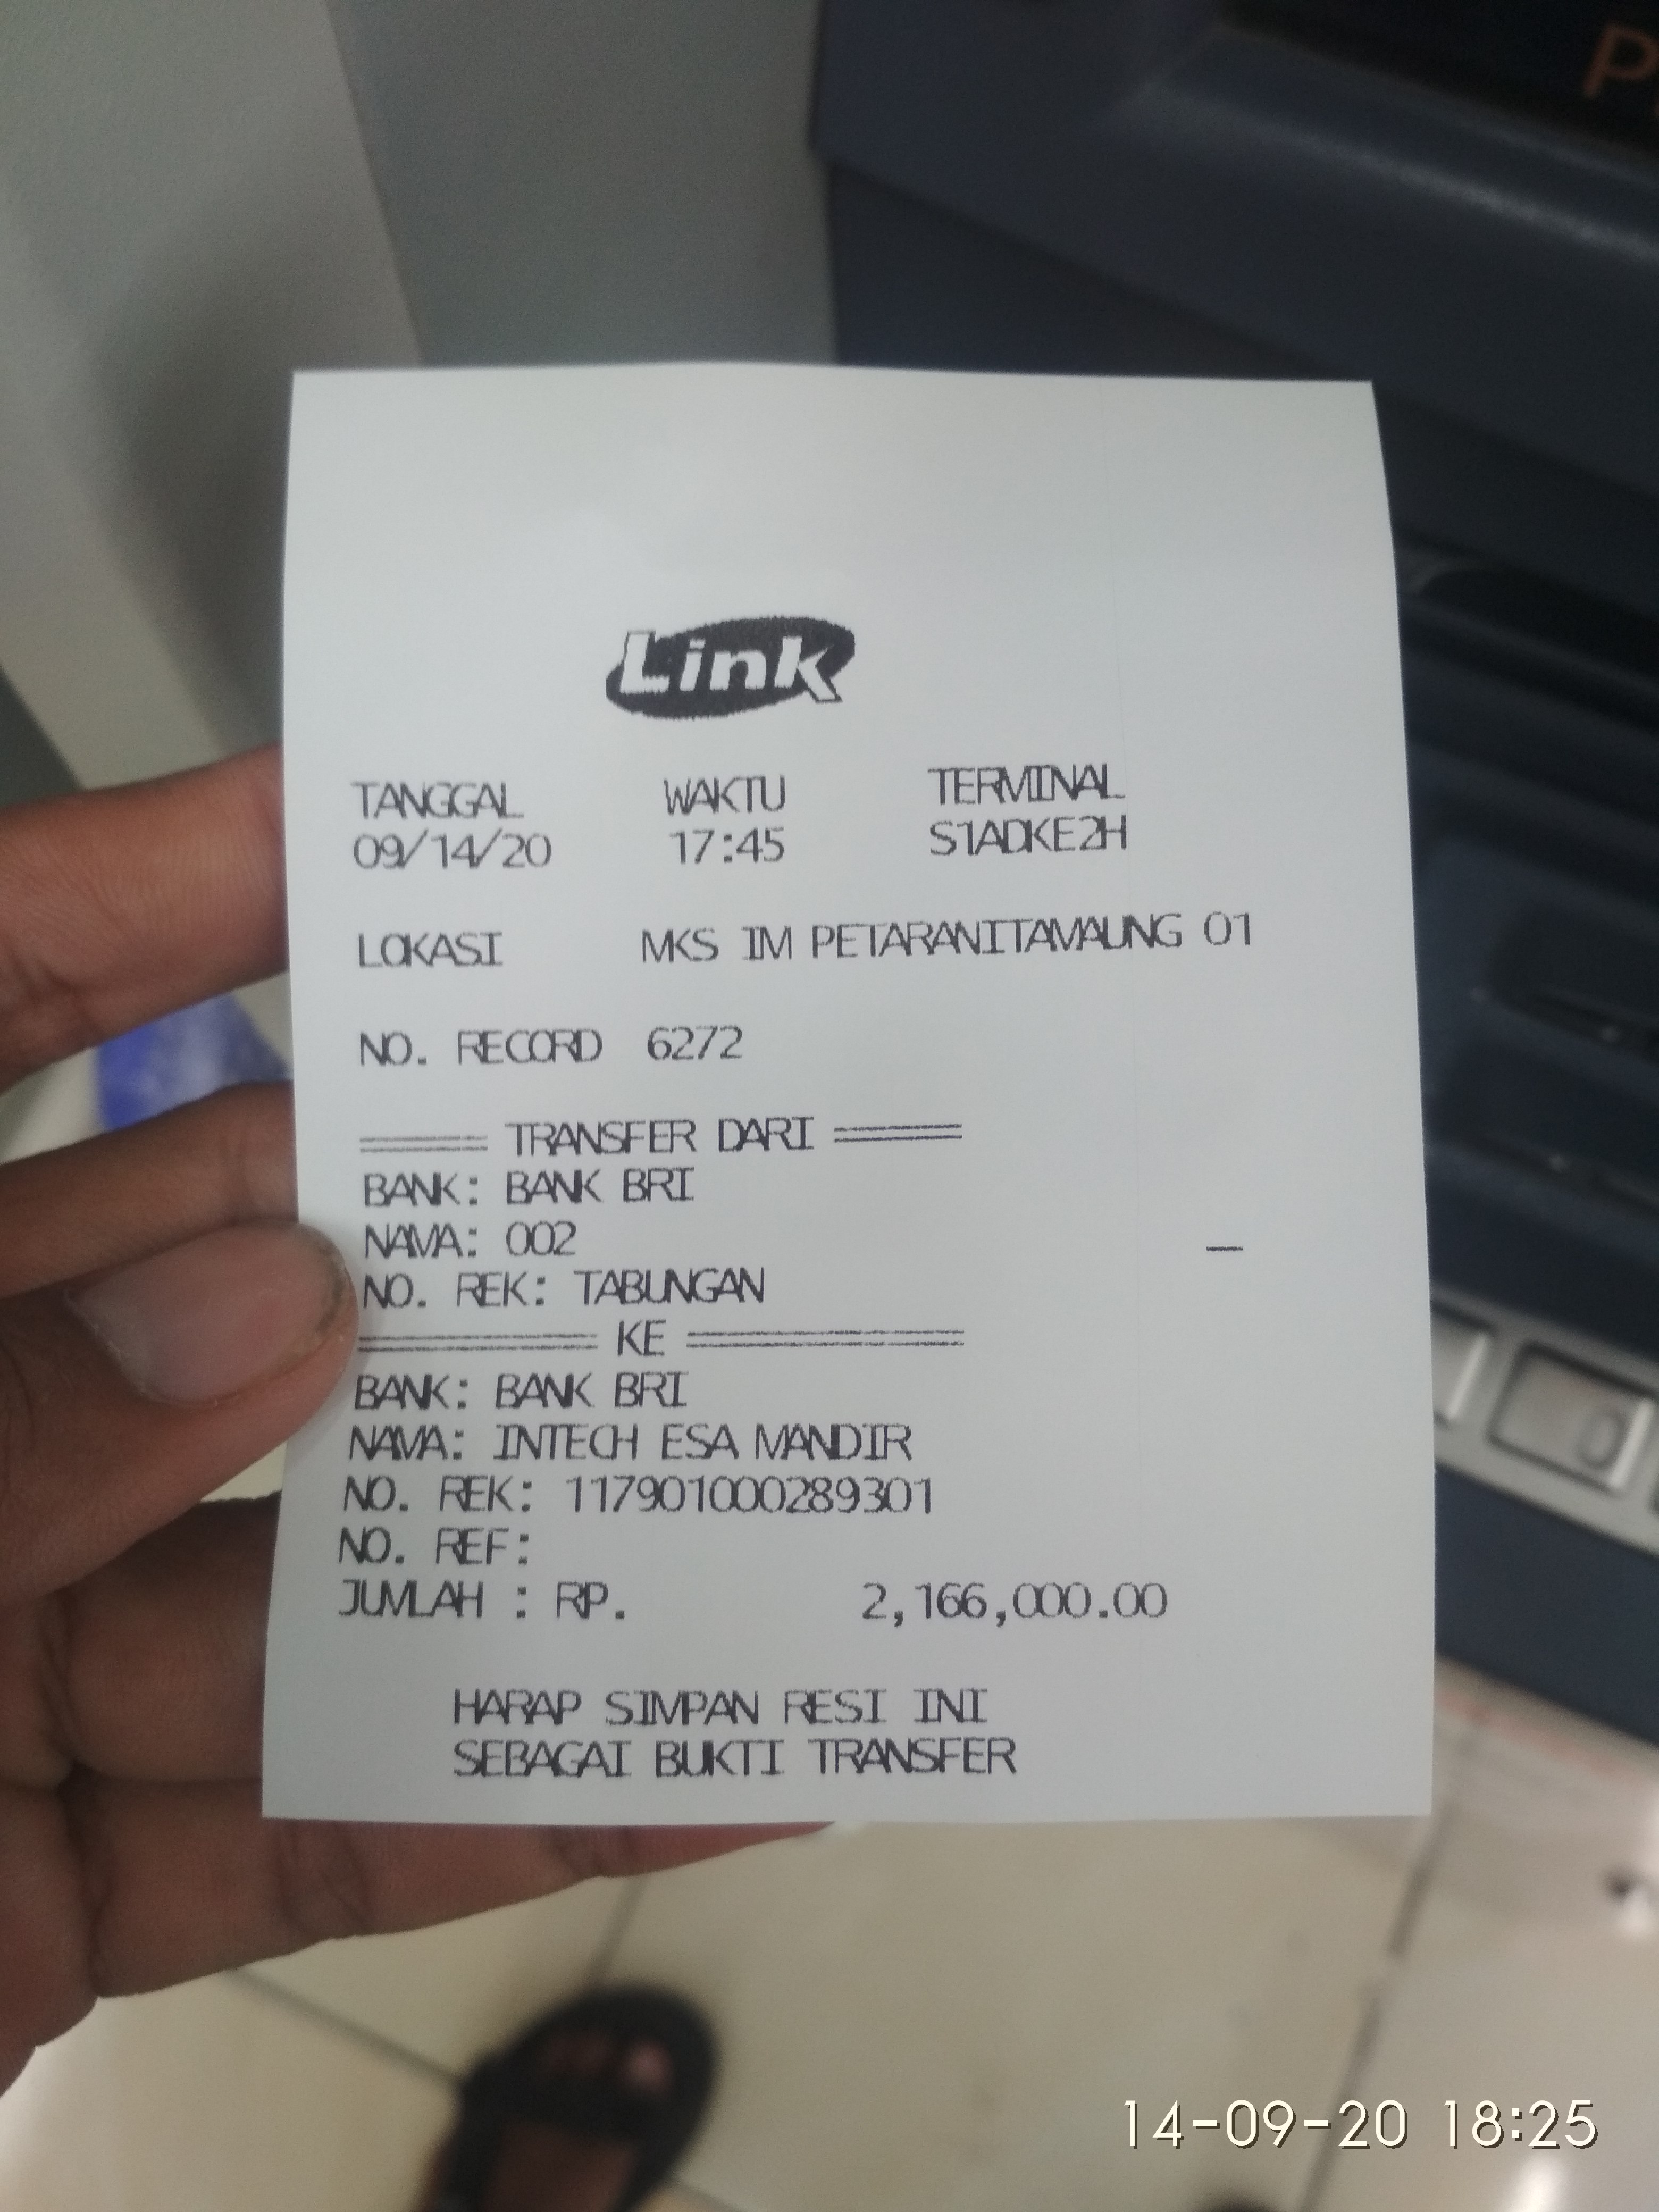 P
Link
TANGGAL WAKTU TERMINAL
09/14/20 17:45 S1ADKE2H
LOKASI MKS IM PETARANITAMAUNG 01
NO. RECORD 6272
===== TRANSFER DARI =====
BANK: BANK BRI
NAMA: 002
NO. REK: TABUNGAN
========= KE ==========
BANK: BANK BRI
NAMA: INTECH ESA MANDIR
NO. REK: 117901000289301
NO. REF:
JUMLAH : RP. 2,166,000.00
HARAP SIMPAN RESI INI
SEBAGAI BUKTI TRANSFER
14-09-20 18:25